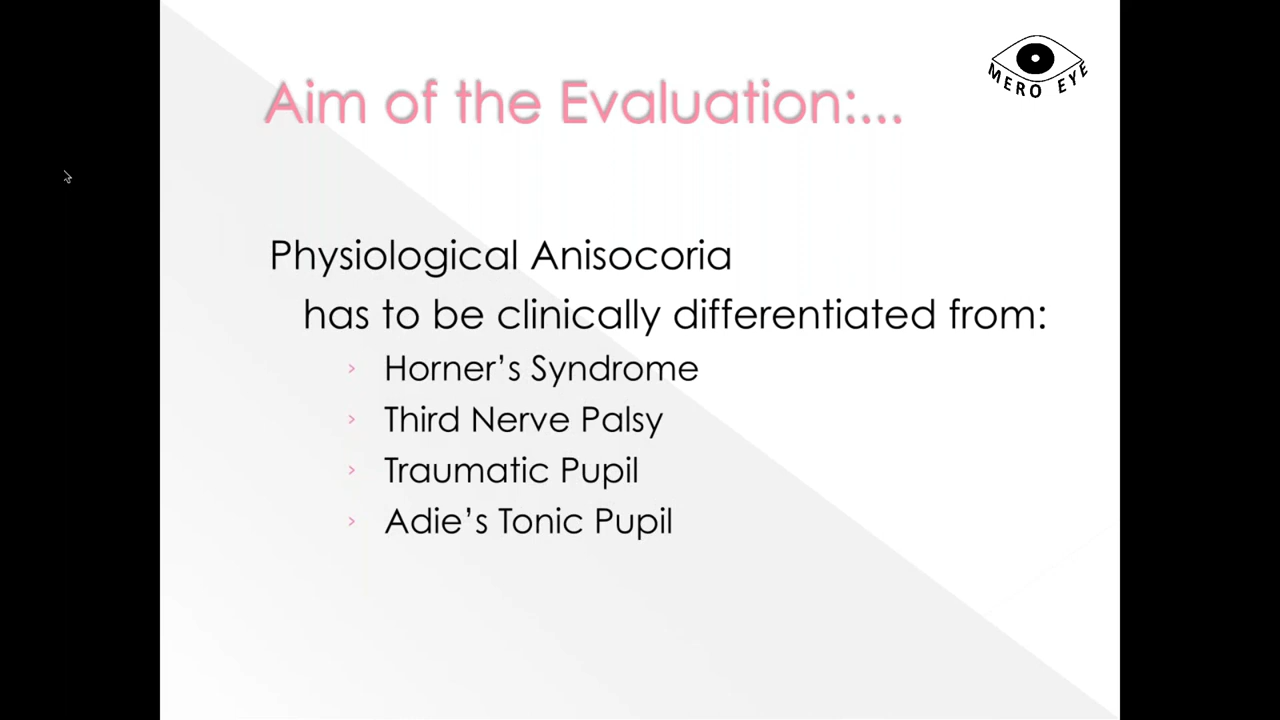 MERO EYE
Aim of the Evaluation:...
Physiological Anisocoria
has to be clinically differentiated from:
Horner’s Syndrome
Third Nerve Palsy
Traumatic Pupil
Adie’s Tonic Pupil